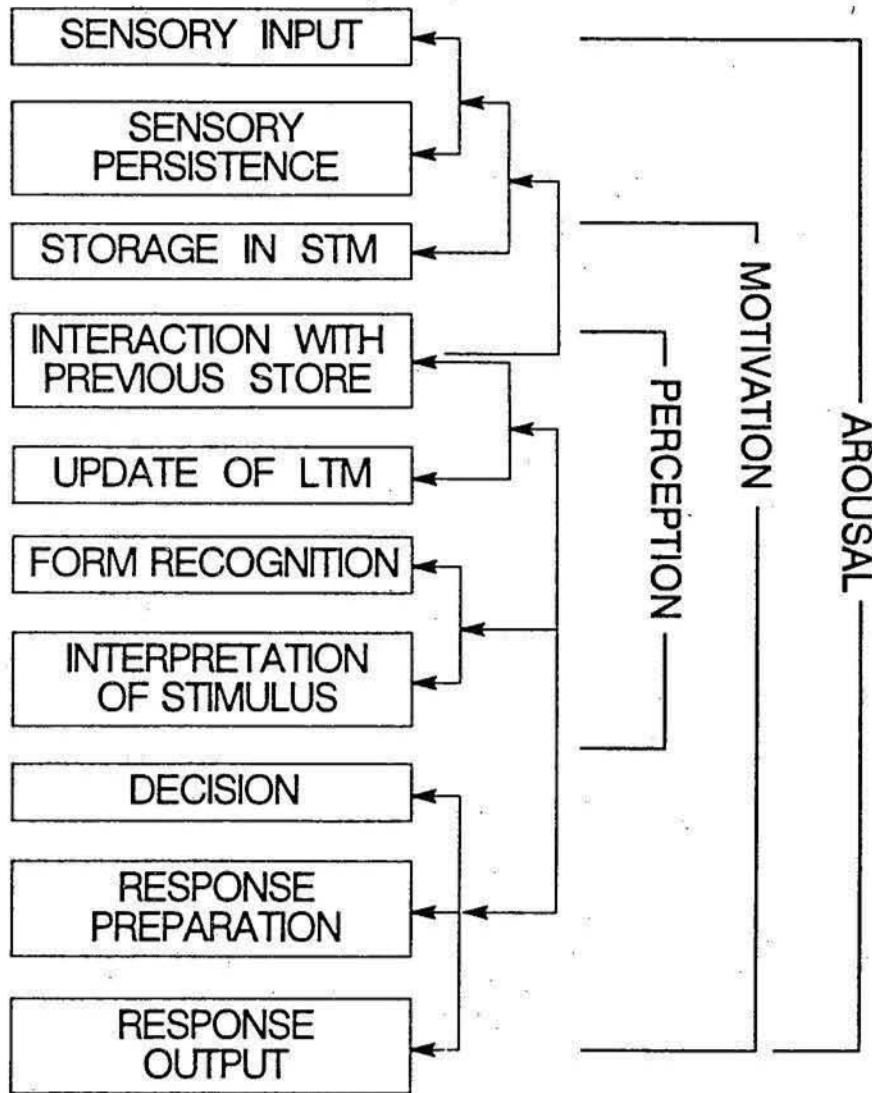 SENSORY INPUT
SENSORY
PERSISTENCE
STORAGE IN STM
INTERACTION WITH
PREVIOUS STORE
UPDATE OF LTM
FORM RECOGNITION
INTERPRETATION
OF STIMULUS
DECISION
RESPONSE
PREPARATION
RESPONSE
OUTPUT
PERCEPTION
MOTIVATION
AROUSAL